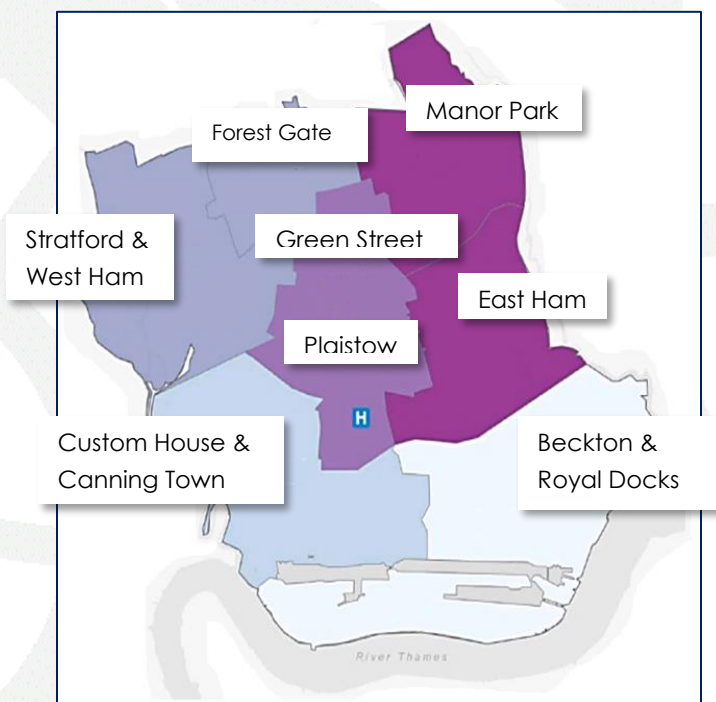 Manor Park
Forest Gate
Stratford &
West Ham
Green Street
East Ham
Plaistow
H
Custom House &
Canning Town
Beckton &
Royal Docks
River Thames